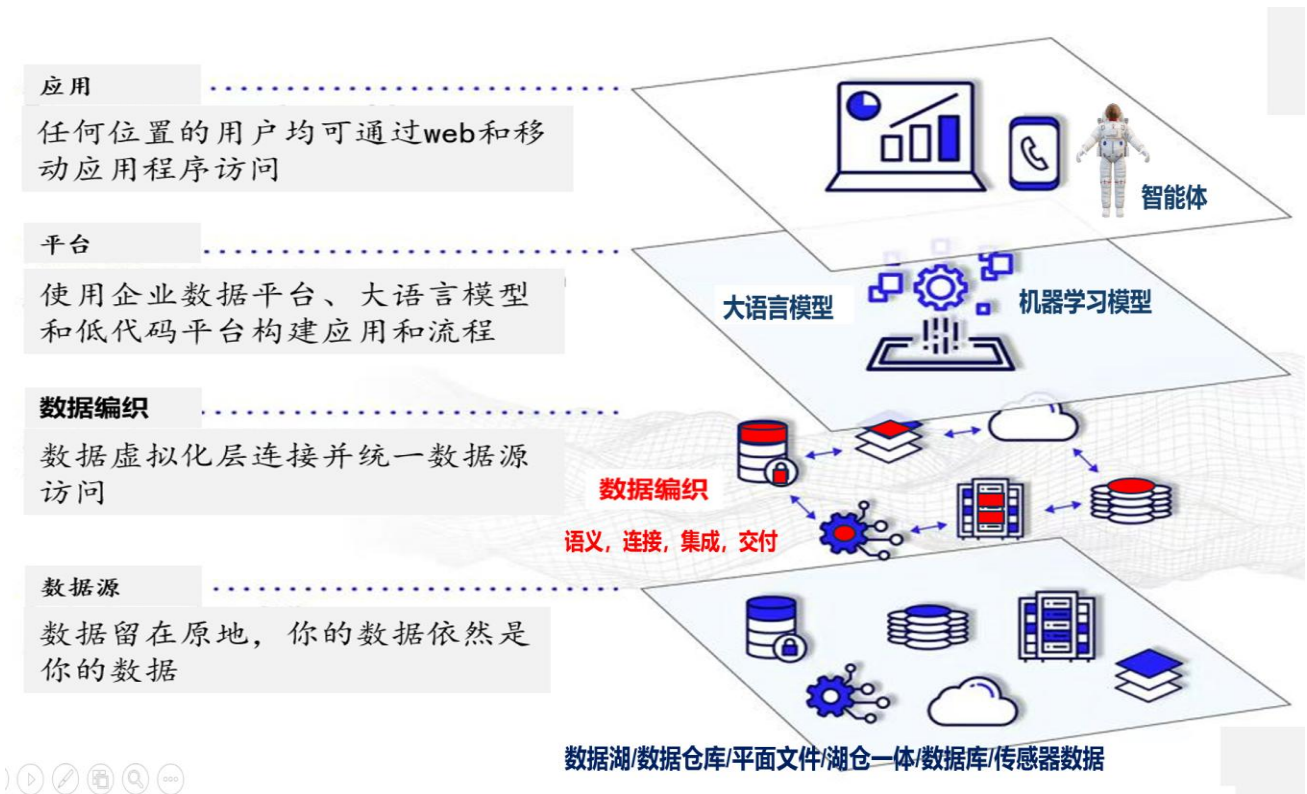 应用
任何位置的用户均可通过web和移
动应用程序访问
智能体
平台
使用企业数据平台、大语言模型
和低代码平台构建应用和流程
大语言模型
机器学习模型
数据编织
数据虚拟化层连接并统一数据源
访问
数据编织
语义，连接，集成，交付
数据源
数据留在原地，你的数据依然是
你的数据
数据湖/数据仓库/平面文件/湖仓一体/数据库/传感器数据